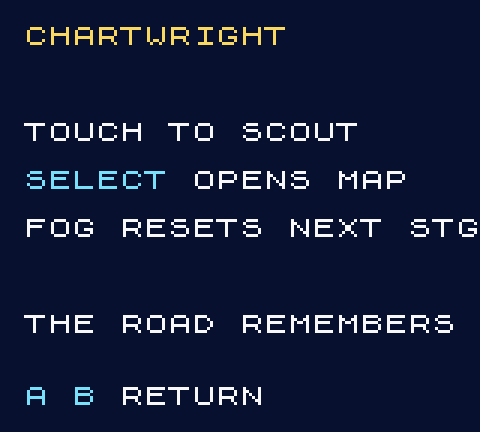 CHARTWRIGHT
TOUCH TO SCOUT
SELECT OPENS MAP
FOG RESETS NEXT STG
THE ROAD REMEMBERS
A B RETURN